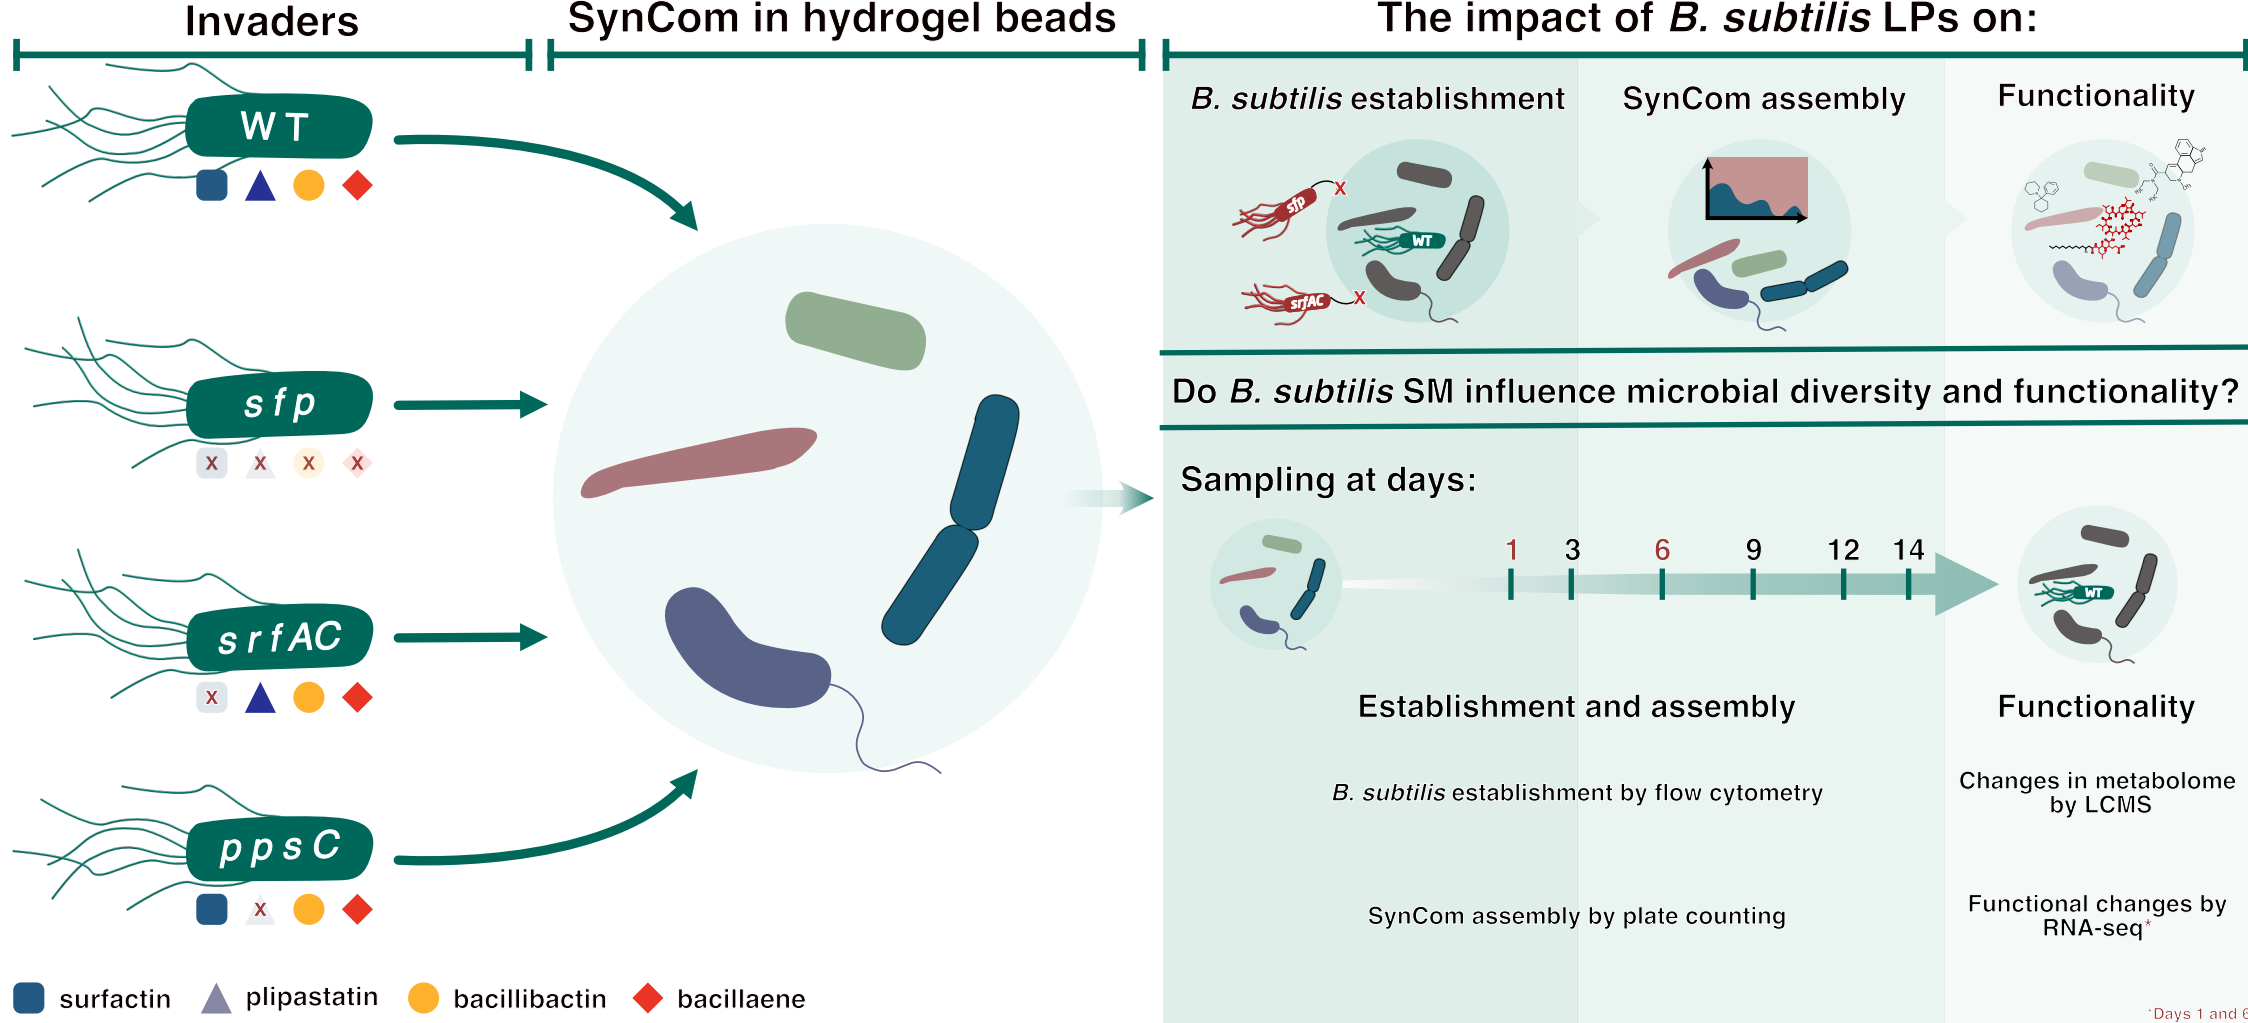 Invaders
SynCom in hydrogel beads
The impact of B. subtilis LPs on:
WT
X X X X
sfp
X
srfAC
X
ppsC
surfactin
plipastatin
bacillibactin
bacillaene
B. subtilis establishment
SynCom assembly
Functionality
sfp X
WT
srfAC X
Do B. subtilis SM influence microbial diversity and functionality?
Sampling at days:
1 3 6 9 12 14
WT
Establishment and assembly
Functionality
B. subtilis establishment by flow cytometry
Changes in metabolome
by LCMS
SynCom assembly by plate counting
Functional changes by
RNA-seq*
*Days 1 and 6